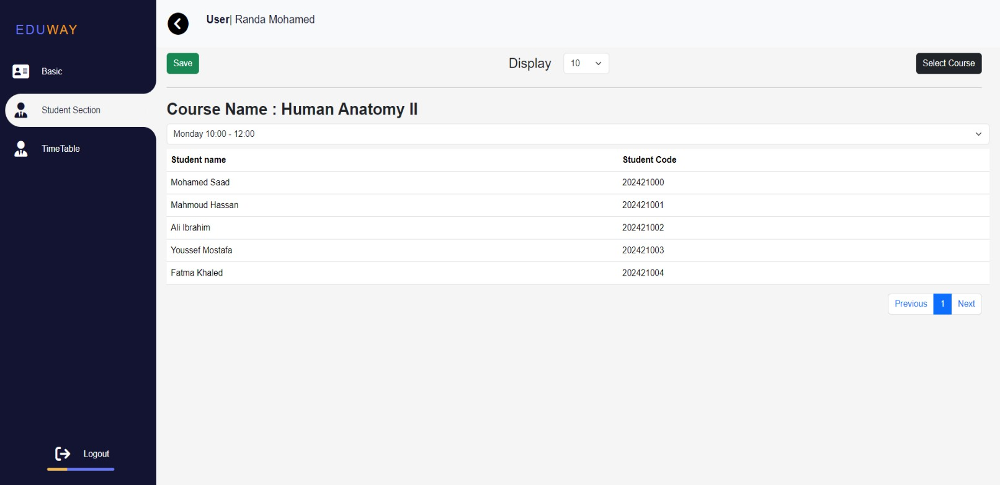 EDUWAY
User| Randa Mohamed
Basic
Student Section
TimeTable
Logout
Save
Display 10
Select Course
Course Name : Human Anatomy II
Monday 10:00 - 12:00
Student name Student Code
Mohamed Saad 202421000
Mahmoud Hassan 202421001
Ali Ibrahim 202421002
Youssef Mostafa 202421003
Fatma Khaled 202421004
Previous 1 Next